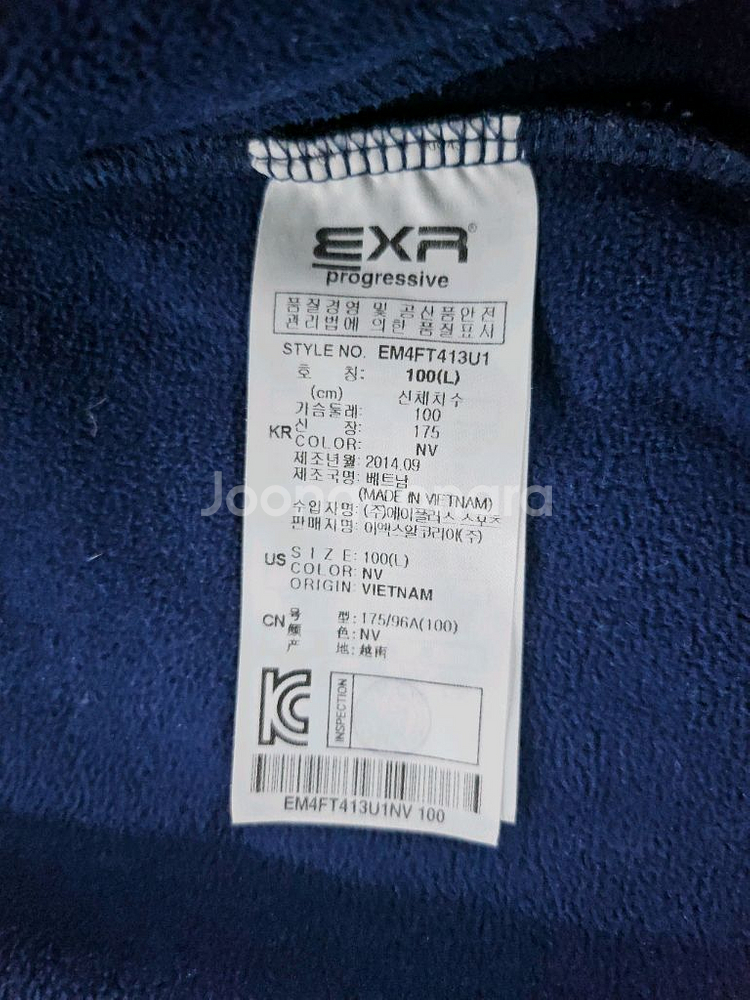 EXR®
progressive
품질경영 및 공산품안전
관리법에 의한 품질표시
STYLE NO. EM4FT413U1
호 칭: 100(L)
(cm) 신체치수
가슴둘레: 100
KR 신 장: 175
COLOR: NV
제조년월: 2014.09
제조국명: 베트남
(MADE IN VIETNAM)
Joonggonara
수입자명: (주)에이플러스 스포츠
판매자명: 이엑스알코리아(주)
US SIZE: 100(L)
COLOR: NV
ORIGIN: VIETNAM
CN 号 型: 175/96A(100)
颜 色: NV
产 地: 越南
KC
INSPECTION
EM4FT413U1NV 100